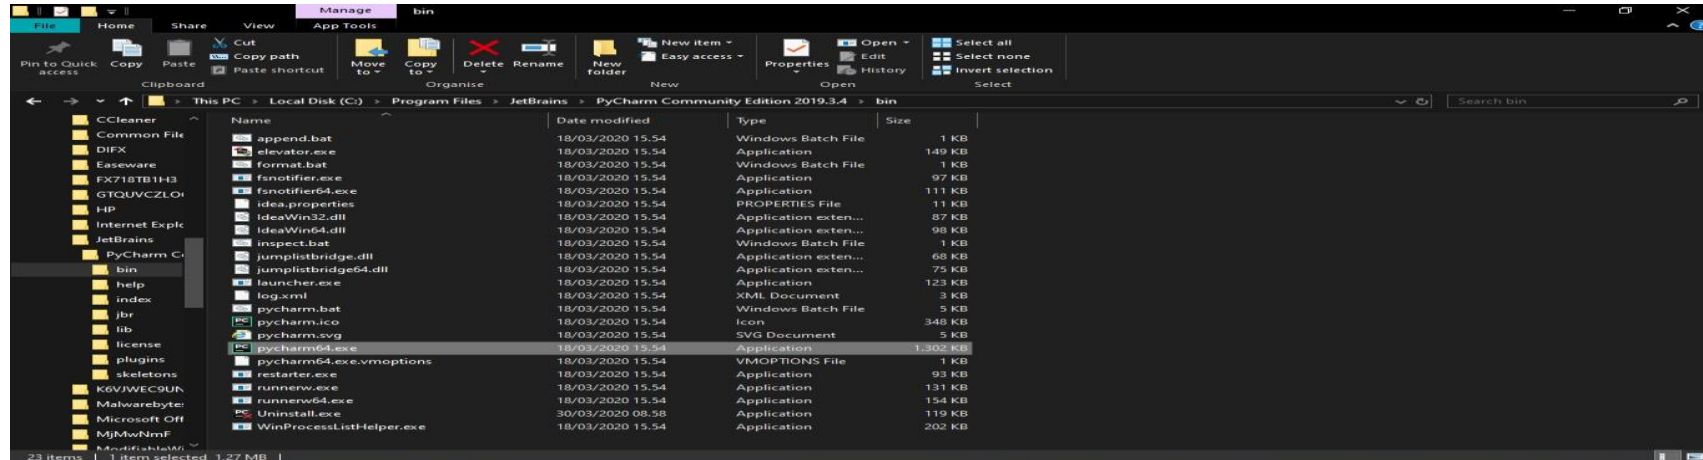 Manage bin
File Home Share View App Tools
Pin to Quick access Copy Paste Cut Copy path Paste shortcut Move to Copy to Delete Rename New folder New item Easy access Properties Open Edit History Select all Select none Invert selection
Clipboard Organise New Open Select
This PC > Local Disk (C:) > Program Files > JetBrains > PyCharm Community Edition 2019.3.4 > bin Search bin
CCleaner
Common File
DIFX
Easeware
FX718TB1H3
GTQUVCZLO
HP
Internet Explc
JetBrains
PyCharm C
bin
help
index
jbr
lib
license
plugins
skeletons
K6VJWEC9UN
Malwarebyte:
Microsoft Off
MjMwNmF
ModifiableWi
Name Date modified Type Size
append.bat 18/03/2020 15.54 Windows Batch File 1 KB
elevator.exe 18/03/2020 15.54 Application 149 KB
format.bat 18/03/2020 15.54 Windows Batch File 1 KB
fsnotifier.exe 18/03/2020 15.54 Application 97 KB
fsnotifier64.exe 18/03/2020 15.54 Application 111 KB
idea.properties 18/03/2020 15.54 PROPERTIES File 11 KB
IdeaWin32.dll 18/03/2020 15.54 Application exten... 87 KB
IdeaWin64.dll 18/03/2020 15.54 Application exten... 98 KB
inspect.bat 18/03/2020 15.54 Windows Batch File 1 KB
jumplistbridge.dll 18/03/2020 15.54 Application exten... 68 KB
jumplistbridge64.dll 18/03/2020 15.54 Application exten... 75 KB
launcher.exe 18/03/2020 15.54 Application 123 KB
log.xml 18/03/2020 15.54 XML Document 3 KB
pycharm.bat 18/03/2020 15.54 Windows Batch File 5 KB
pycharm.ico 18/03/2020 15.54 Icon 348 KB
pycharm.svg 18/03/2020 15.54 SVG Document 5 KB
pycharm64.exe 18/03/2020 15.54 Application 1.302 KB
pycharm64.exe.vmoptions 18/03/2020 15.54 VMOPTIONS File 1 KB
restarter.exe 18/03/2020 15.54 Application 93 KB
runnerw.exe 18/03/2020 15.54 Application 131 KB
runnerw64.exe 18/03/2020 15.54 Application 154 KB
Uninstall.exe 30/03/2020 08.58 Application 119 KB
WinProcessListHelper.exe 18/03/2020 15.54 Application 202 KB
23 items 1 item selected 1.27 MB